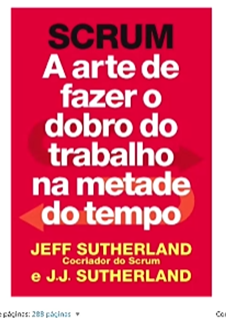 SCRUM
A arte de
fazer o
dobro do
trabalho
na metade
do tempo
JEFF SUTHERLAND
Cocriador do Scrum
e J.J. SUTHERLAND
páginas: 288 páginas